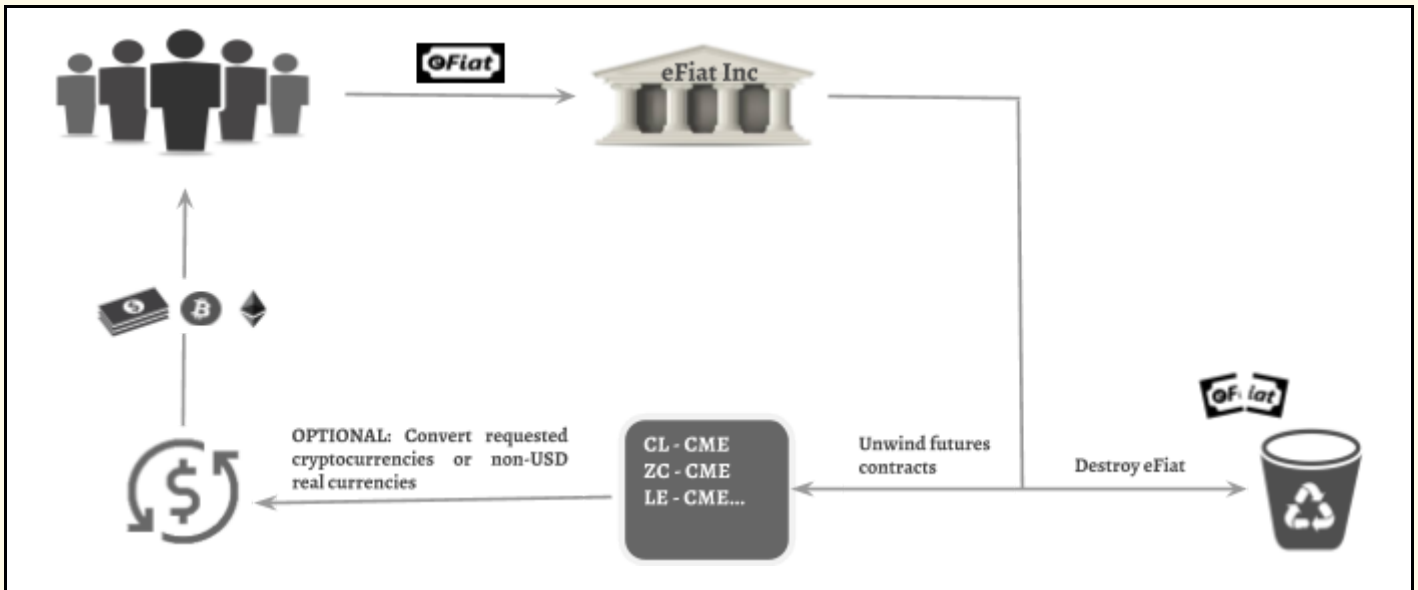 eFiat
eFiat Inc
eFiat
OPTIONAL: Convert requested
cryptocurrencies or non-USD
real currencies
CL - CME
ZC - CME
LE - CME...
Unwind futures
contracts
Destroy eFiat